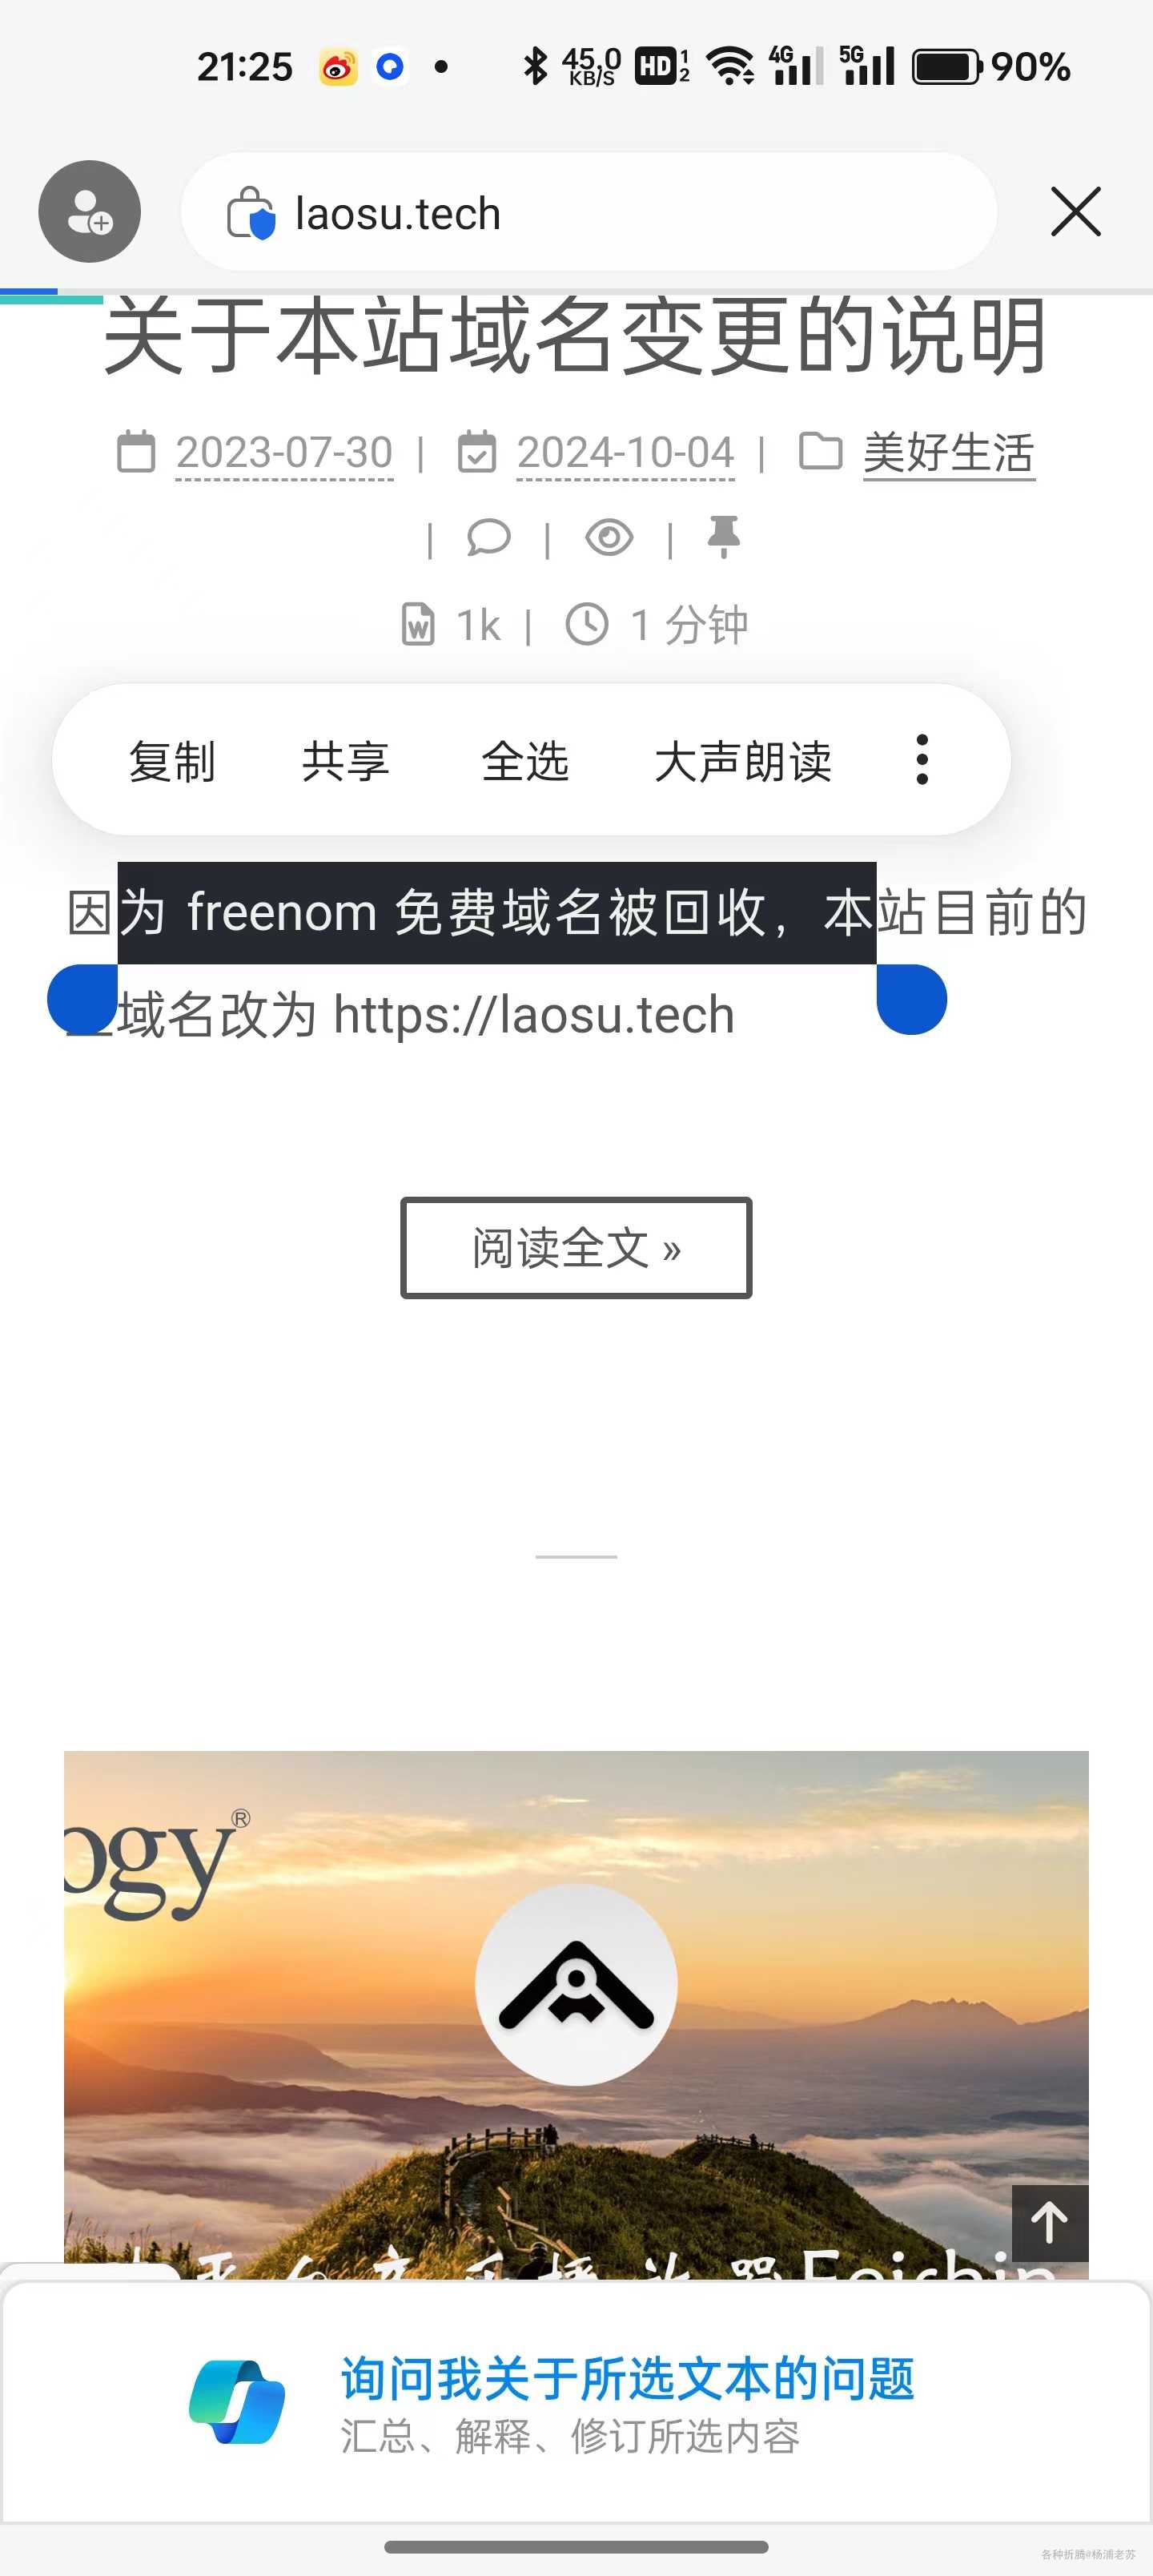 21:25 45.0 KB/S HD 1 2 4G 5G 90%
laosu.tech
关于本站域名变更的说明
2023-07-30 | 2024-10-04 | 美好生活
| | |
1k | 1 分钟
复制 共享 全选 大声朗读
因为 freenom 免费域名被回收，本站目前的
域名改为 https://laosu.tech
阅读全文 »
ogy®
询问我关于所选文本的问题
汇总、解释、修订所选内容
各种折腾#杨浦老苏